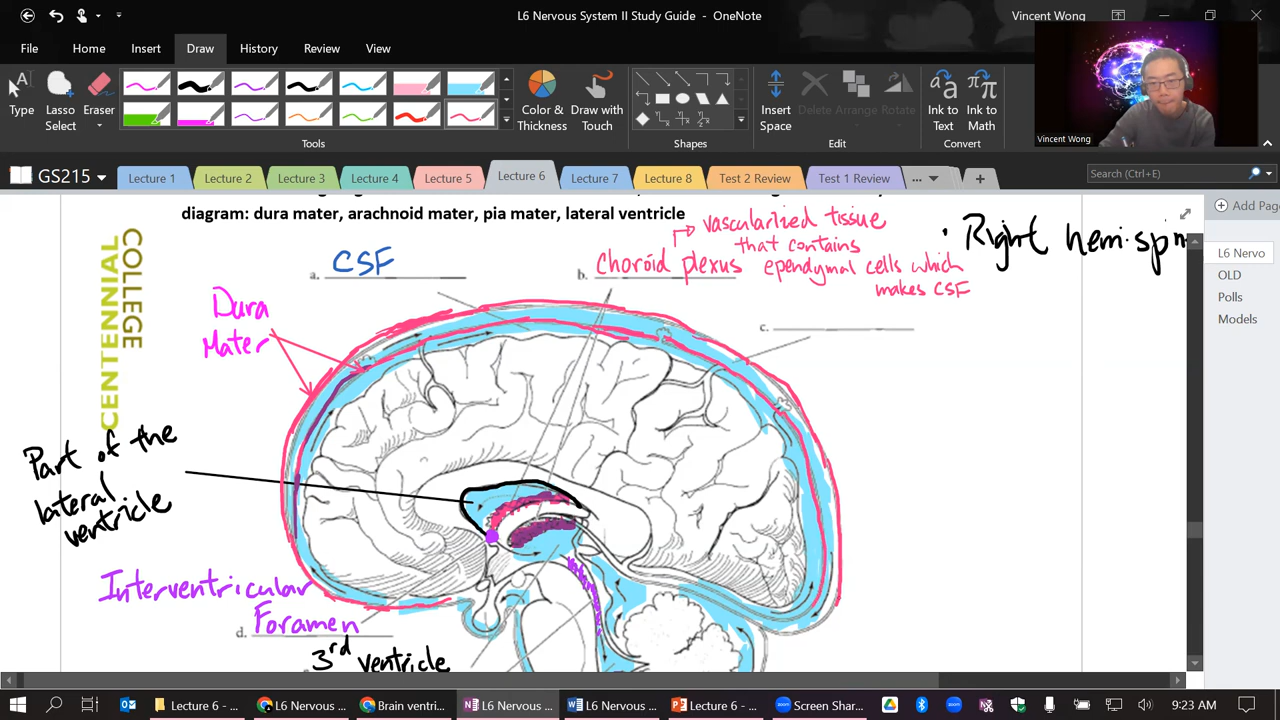 L6 Nervous System II Study Guide - OneNote
Vincent Wong
File Home Insert Draw History Review View
Type
Lasso Select
Eraser
Color & Thickness
Draw with Touch
Insert Space
Delete
Arrange
Rotate
Ink to Text
Ink to Math
Tools
Shapes
Edit
Convert
Vincent Wong
GS215
Lecture 1
Lecture 2
Lecture 3
Lecture 4
Lecture 5
Lecture 6
Lecture 7
Lecture 8
Test 2 Review
Test 1 Review
...
Search (Ctrl+E)
Add Pag
L6 Nervo
OLD
Polls
Models
diagram: dura mater, arachnoid mater, pia mater, lateral ventricle
CENTENNIAL
COLLEGE
a. CSF
b. choroid plexus
vascularized tissue
that contains
ependymal cells which
makes CSF
• Right hemisp
c.
Dura
Mater
Part of the
lateral
ventricle
Interventricular
d. Foramen
3rd ventricle
Lecture 6 - ...
L6 Nervous ...
Brain ventri...
L6 Nervous ...
L6 Nervous ...
Lecture 6 - ...
Screen Shar...
9:23 AM